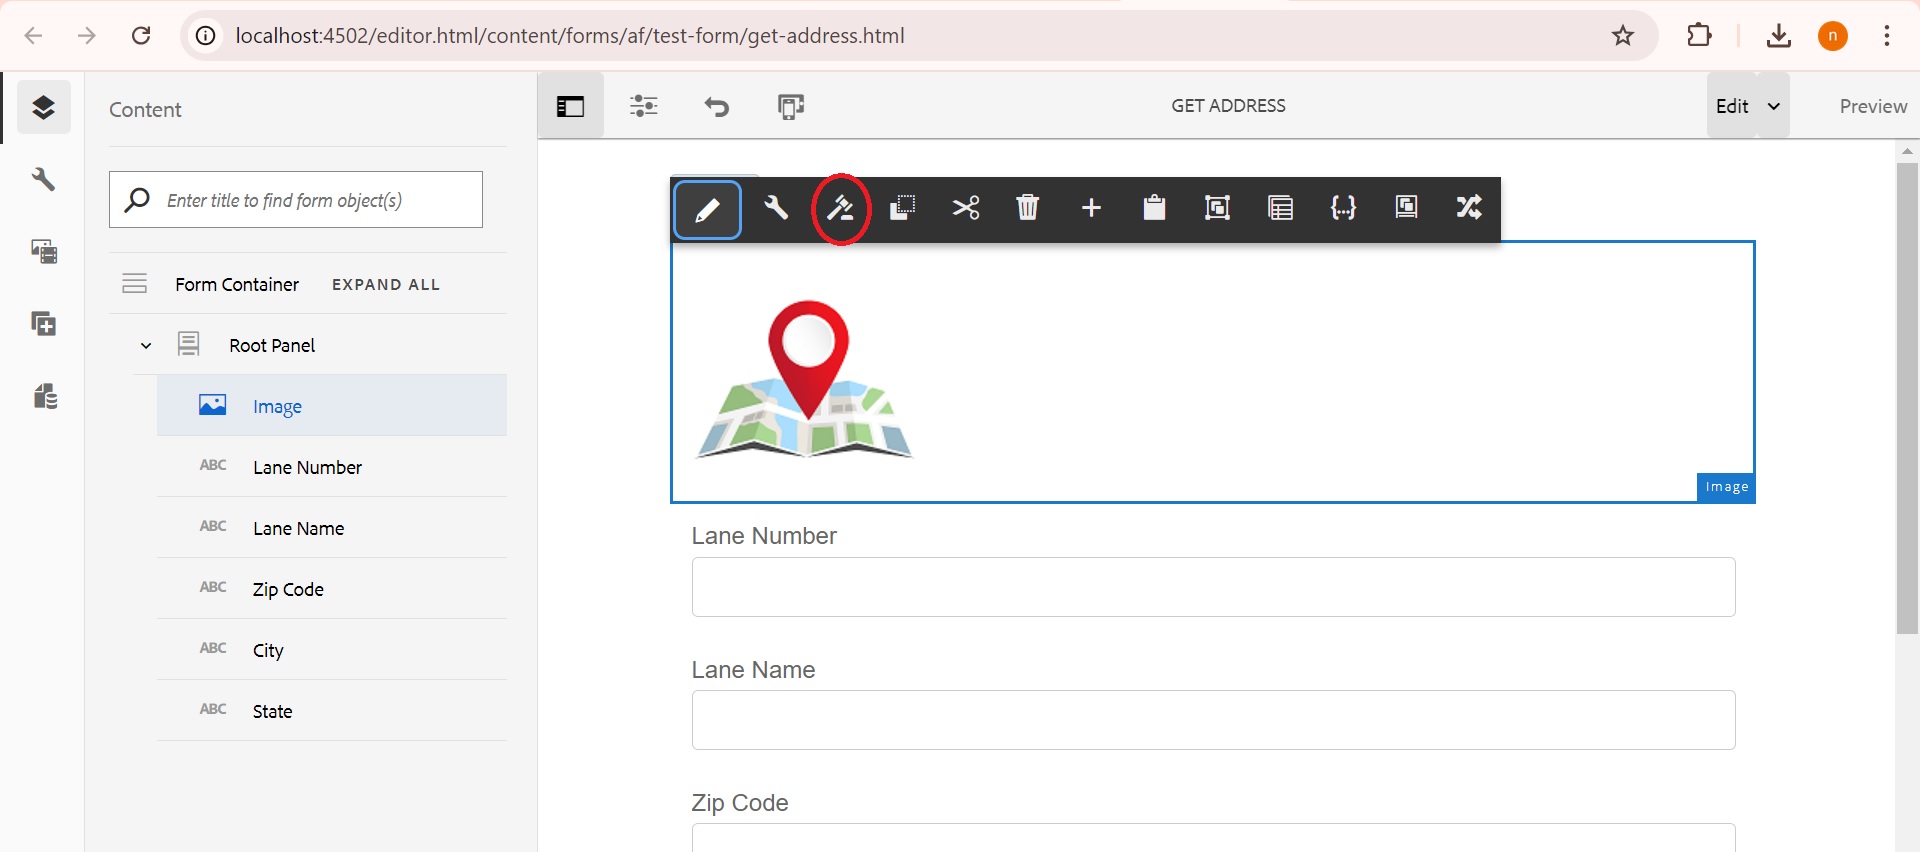 localhost:4502/editor.html/content/forms/af/test-form/get-address.html
n
Content
GET ADDRESS
Edit
Preview
Enter title to find form object(s)
Form Container EXPAND ALL
Root Panel
Image
ABC Lane Number
ABC Lane Name
ABC Zip Code
ABC City
ABC State
Image
Lane Number
Lane Name
Zip Code